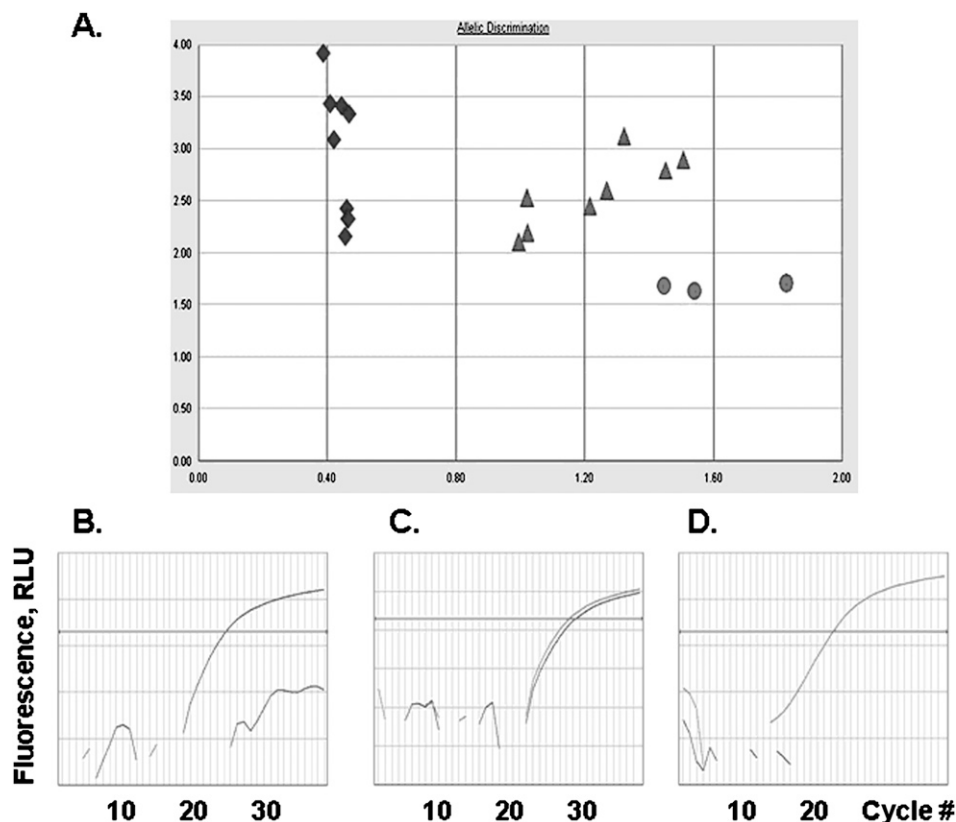 A.
Allelic Discrimination
4.00
3.50
3.00
2.50
2.00
1.50
1.00
0.50
0.00
0.00 0.40 0.80 1.20 1.60 2.00
B. C. D.
Fluorescence, RLU
10 20 30 10 20 30 10 20 Cycle #